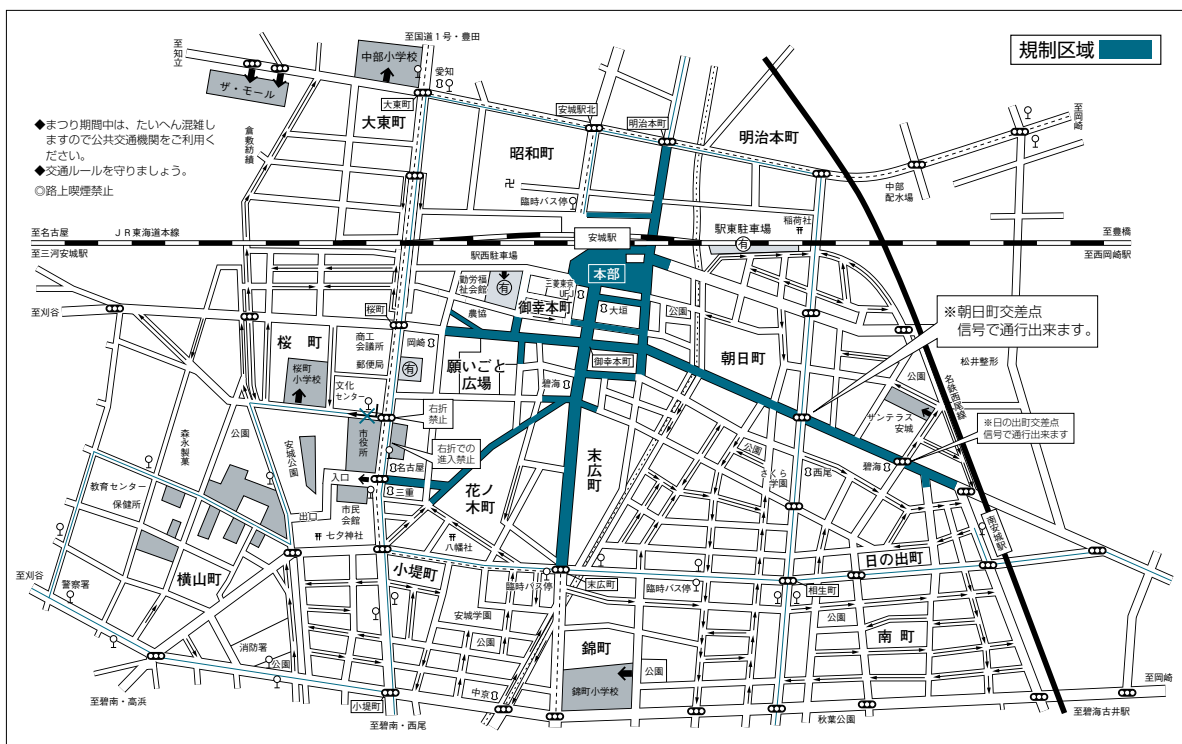 至国道1号・豊田
至知立
中部小学校
愛知
ザ・モール
大東町
安城駅北
明治本町
規制区域
◆まつり期間中は、たいへん混雑し
ますので公共交通機関をご利用く
ださい。
◆交通ルールを守りましょう。
◎路上喫煙禁止
倉敷紡績
大東町
昭和町
明治本町
至岡崎
中部
配水場
臨時バス停
稲荷社
至名古屋
JR東海道本線
安城駅
駅東駐車場
有
至豊橋
至三河安城駅
至西岡崎駅
駅西駐車場
本部
勤労福
祉会館
有
三菱東京
UFJ
農協
御幸本町
大垣
公園
至刈谷
桜町
桜町
商工
会議所
岡崎
郵便局
有
願いごと
広場
御幸本町
朝日町
※朝日町交差点
信号で通行出来ます。
松井整形
桜町
小学校
文化
センター
碧海
公園
名鉄西尾線
サンテラス
安城
右折
禁止
※日の出町交差点
信号で通行出来ます
森永製菓
公園
安城公園
市役所
右折での
進入禁止
名古屋
末広町
公園
さくら
学園
西尾
碧海
教育センター
保健所
入口
三重
花ノ
木町
市民
会館
出口
七夕神社
八幡社
南安城駅
至刈谷
警察署
横山町
小堤町
臨時バス停
末広町
臨時バス停
相生町
日の出町
消防署
公園
安城学園
公園
錦町
公園
公園
南町
錦町小学校
中京
小堤町
至碧南・高浜
至碧南・西尾
秋葉公園
至岡崎
至碧海古井駅